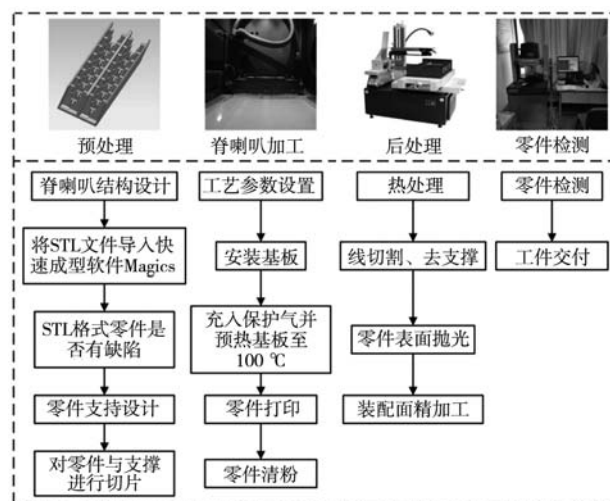 预处理
脊喇叭加工
后处理
零件检测
脊喇叭结构设计
将STL文件导入快
速成型软件Magics
STL格式零件是
否有缺陷
零件支持设计
对零件与支撑
进行切片
工艺参数设置
安装基板
充入保护气并
预热基板至
100 ℃
零件打印
零件清粉
热处理
线切割、去支撑
零件表面抛光
装配面精加工
零件检测
工件交付